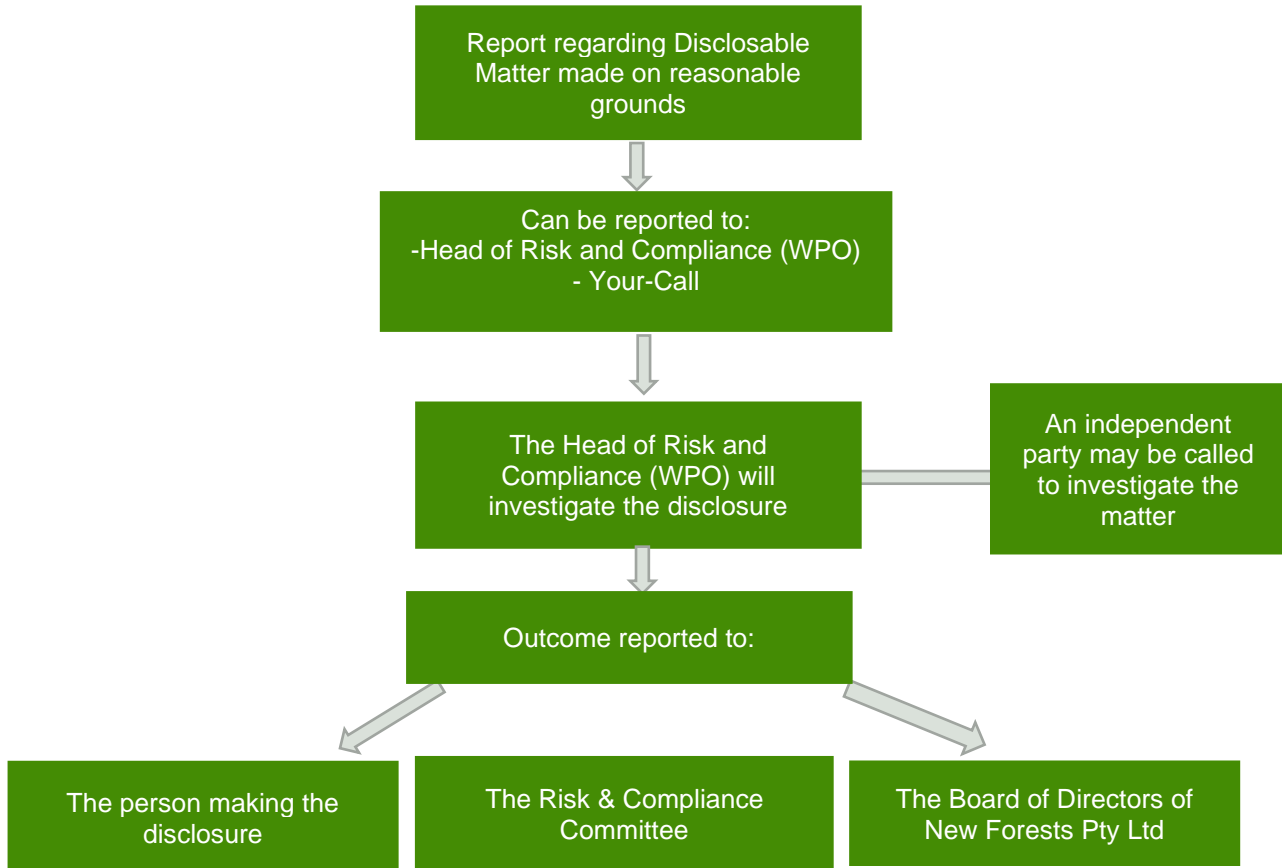 Report regarding Disclosable
Matter made on reasonable
grounds
Can be reported to:
-Head of Risk and Compliance (WPO)
- Your-Call
The Head of Risk and
Compliance (WPO) will
investigate the disclosure
An independent
party may be called
to investigate the
matter
Outcome reported to:
The person making the
disclosure
The Risk & Compliance
Committee
The Board of Directors of
New Forests Pty Ltd